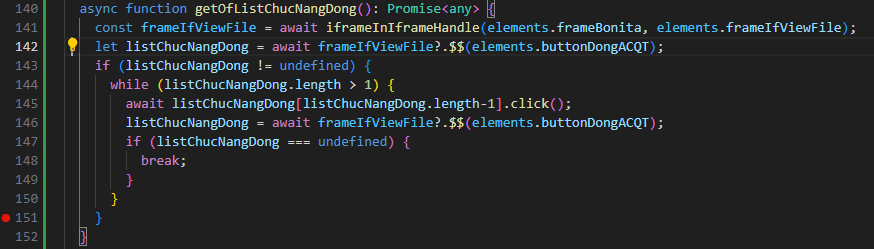 140 async function getOfListChucNangDong(): Promise<any> {
141 const frameIfViewFile = await iframeInIframeHandle(elements.frameBonita, elements.frameIfViewFile);
142 let listChucNangDong = await frameIfViewFile?.$$(elements.buttonDongACQT);
143 if (listChucNangDong != undefined) {
144 while (listChucNangDong.length > 1) {
145 await listChucNangDong[listChucNangDong.length-1].click();
146 listChucNangDong = await frameIfViewFile?.$$(elements.buttonDongACQT);
147 if (listChucNangDong === undefined) {
148 break;
149 }
150 }
151 }
152 }